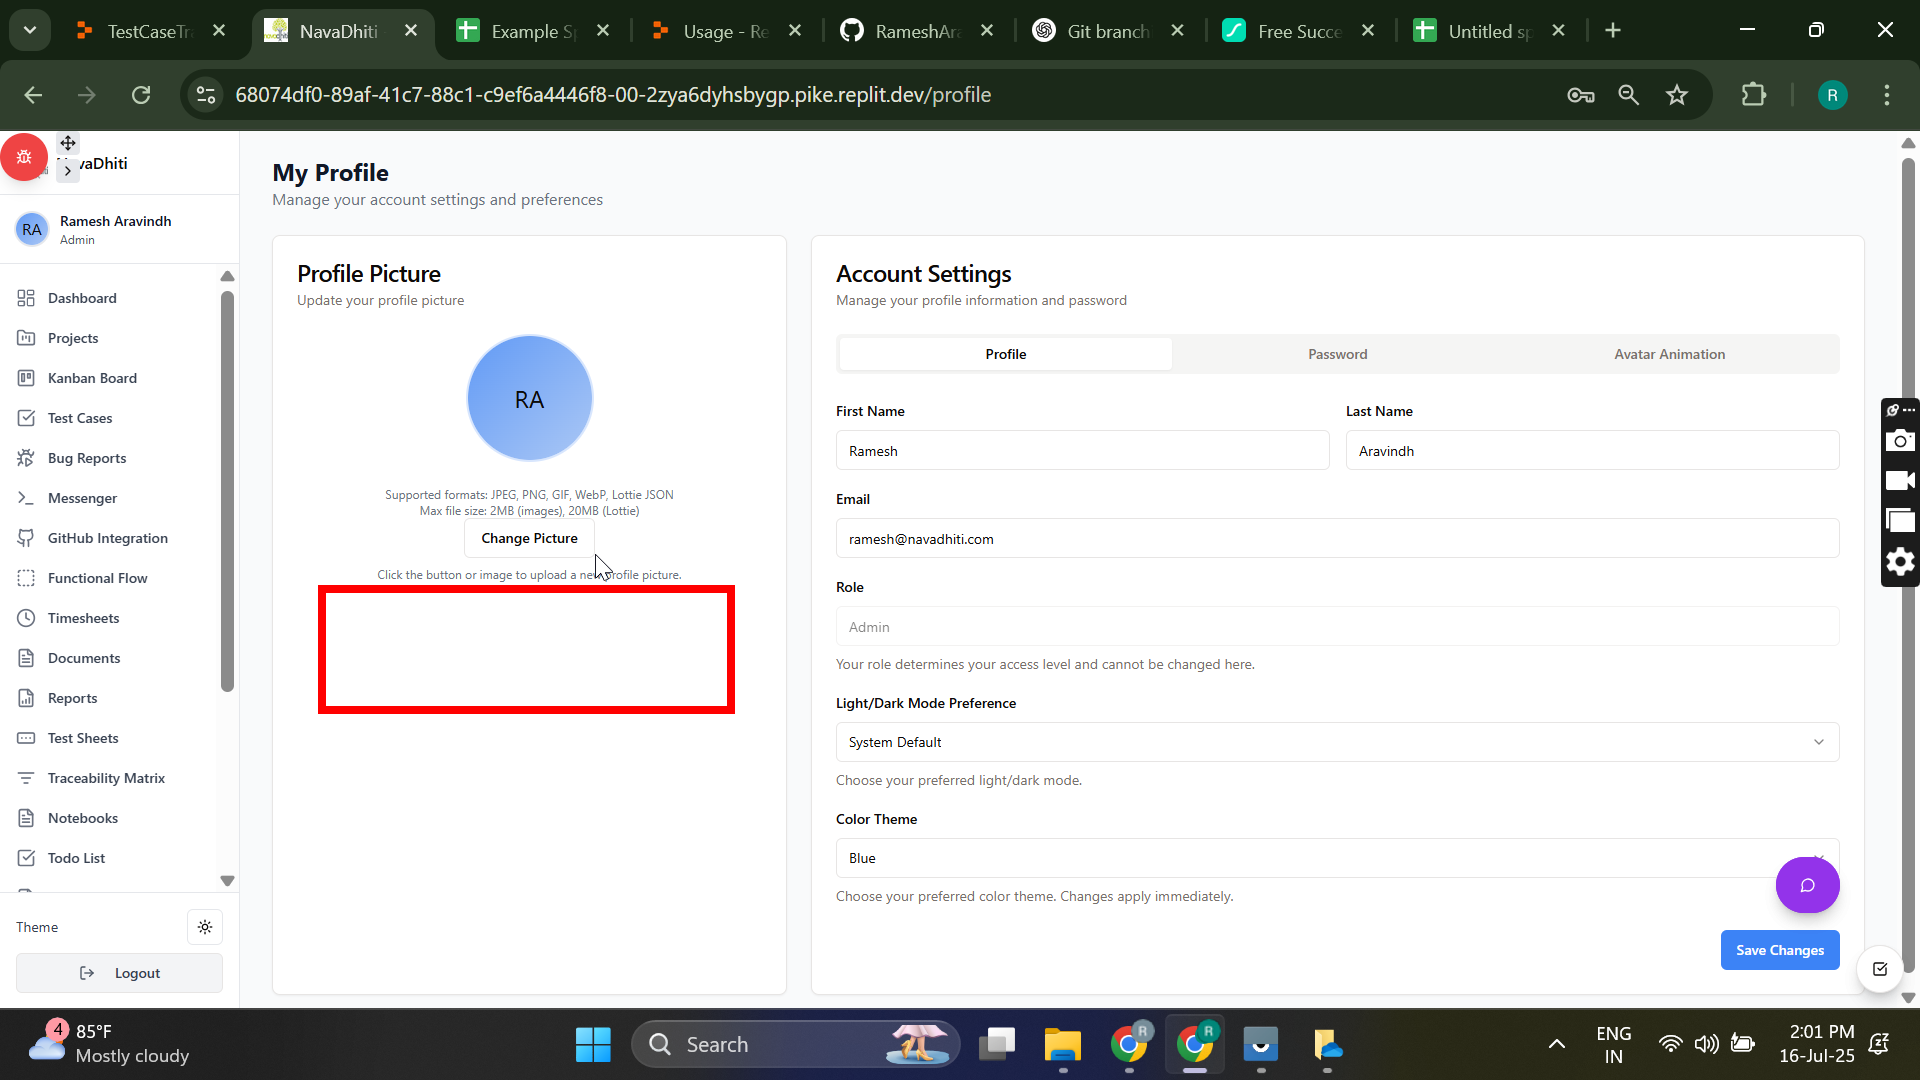 TestCaseTra
NavaDhiti
Example Sp
Usage - Re
RameshAra
Git branch
Free Succe
Untitled sp
68074df0-89af-41c7-88c1-c9ef6a4446f8-00-2zya6dyhsbygp.pike.replit.dev/profile
R
vaDhiti
RA
Ramesh Aravindh
Admin
Dashboard
Projects
Kanban Board
Test Cases
Bug Reports
Messenger
GitHub Integration
Functional Flow
Timesheets
Documents
Reports
Test Sheets
Traceability Matrix
Notebooks
Todo List
Theme
Logout
My Profile
Manage your account settings and preferences
Profile Picture
Update your profile picture
RA
Supported formats: JPEG, PNG, GIF, WebP, Lottie JSON
Max file size: 2MB (images), 20MB (Lottie)
Change Picture
Click the button or image to upload a new profile picture.
Account Settings
Manage your profile information and password
Profile
Password
Avatar Animation
First Name
Last Name
Ramesh
Aravindh
Email
ramesh@navadhiti.com
Role
Admin
Your role determines your access level and cannot be changed here.
Light/Dark Mode Preference
System Default
Choose your preferred light/dark mode.
Color Theme
Blue
Choose your preferred color theme. Changes apply immediately.
Save Changes
4
85°F
Mostly cloudy
Search
R
R
ENG
IN
2:01 PM
16-Jul-25